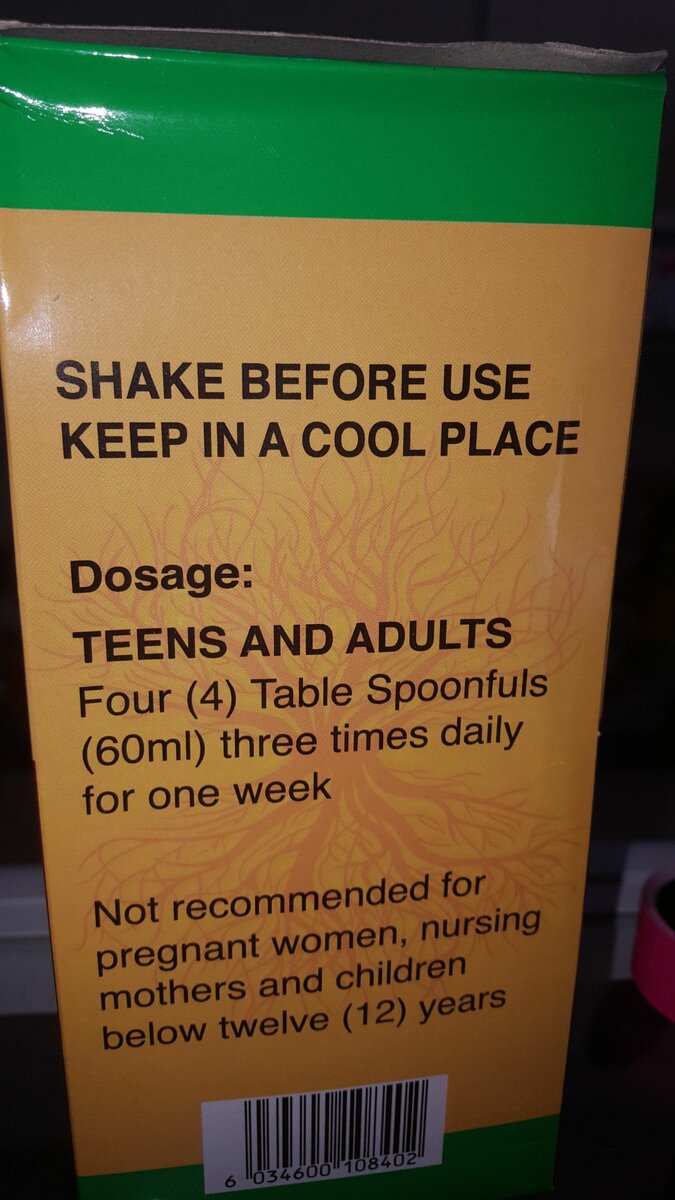 SHAKE BEFORE USE
KEEP IN A COOL PLACE
Dosage:
TEENS AND ADULTS
Four (4) Table Spoonfuls
(60ml) three times daily
for one week
Not recommended for
pregnant women, nursing
mothers and children
below twelve (12) years
6 034600 108402